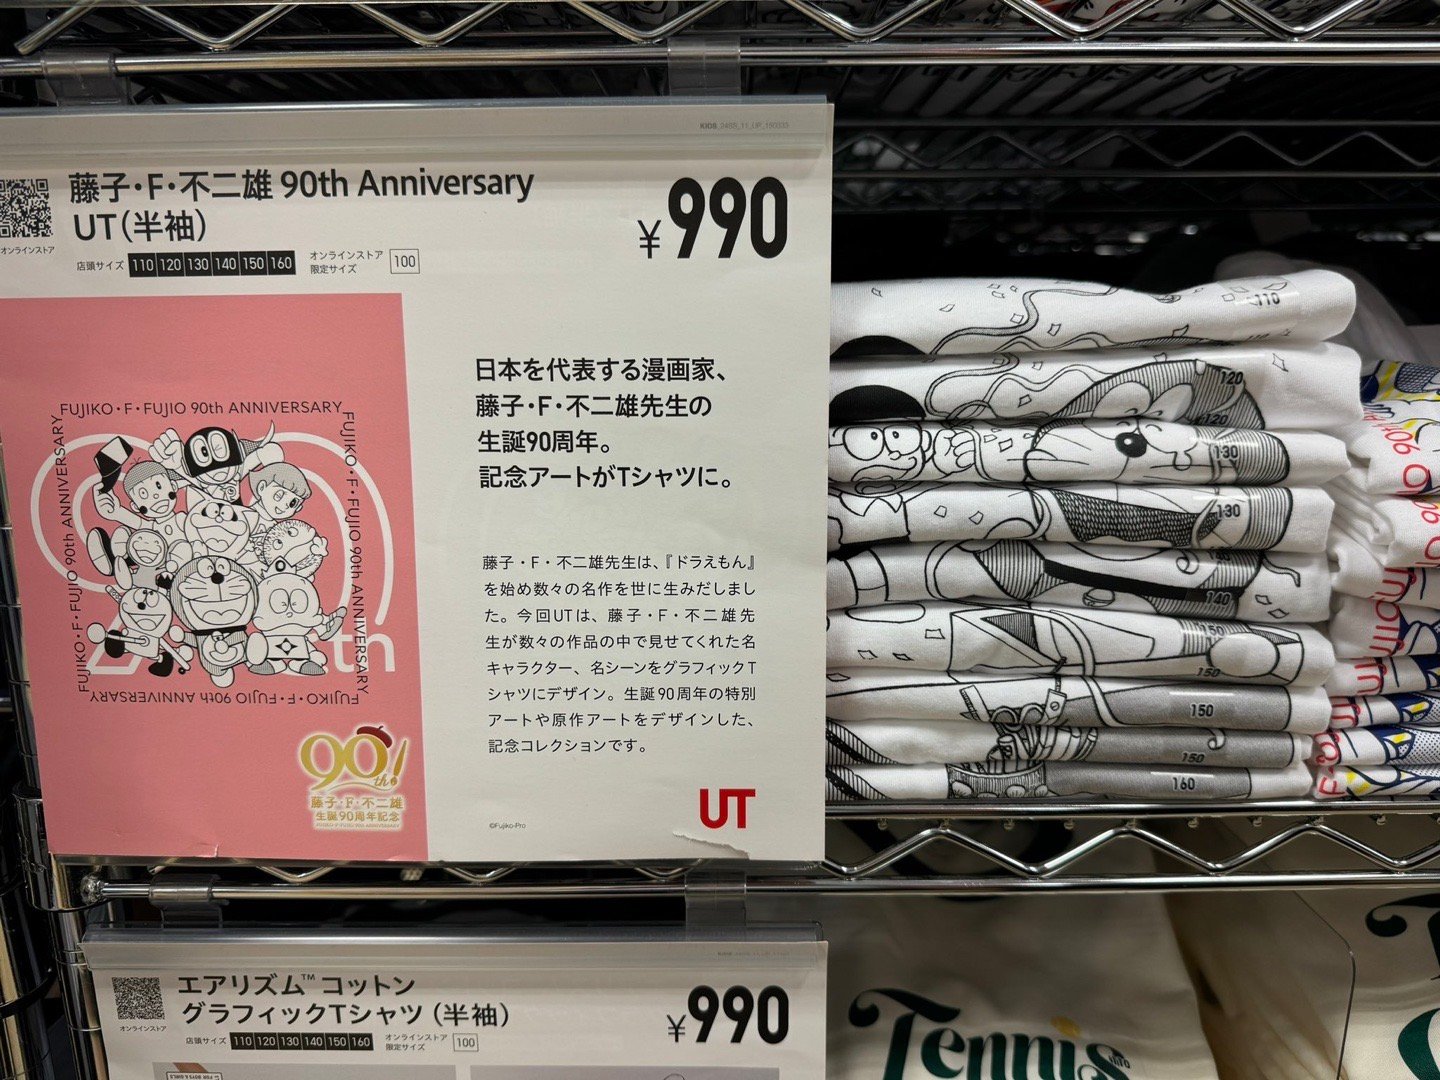 KIDS_24SS_11_UP_150333
藤子・F・不二雄 90th Anniversary
UT(半袖)
¥990
オンラインストア
店頭サイズ 110 120 130 140 150 160
オンラインストア
限定サイズ 100
日本を代表する漫画家、
藤子・F・不二雄先生の
生誕90周年。
記念アートがTシャツに。
FUJIKO・F・FUJIO 90th ANNIVERSARY
FUJIKO・F・FUJIO 90th ANNIVERSARY
FUJIKO・F・FUJIO 90th ANNIVERSARY
FUJIKO・F・FUJIO 90th ANNIVERSARY
th
藤子・F・不二雄先生は、『ドラえもん』
を始め数々の名作を世に生みだしまし
た。今回UTは、藤子・F・不二雄先
生が数々の作品の中で見せてくれた名
キャラクター、名シーンをグラフィックT
シャツにデザイン。生誕90周年の特別
アートや原作アートをデザインした、
記念コレクションです。
90th
藤子・F・不二雄
生誕90周年記念
©Fujiko-Pro
UT
110
120
120
130
130
140
150
150
150
150
160
エアリズム™コットン
グラフィックTシャツ(半袖)
¥990
オンラインストア
店頭サイズ 110 120 130 140 150 160
オンラインストア
限定サイズ 100
Tennis